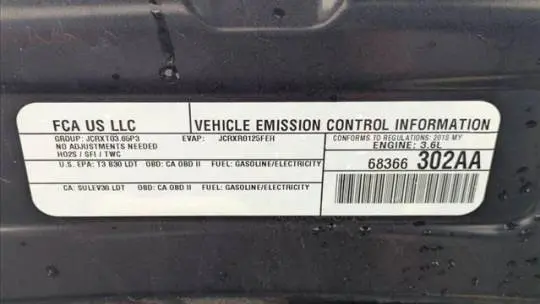 FCA US LLC
VEHICLE EMISSION CONTROL INFORMATION
GROUP: JCRXT03.65P3 EVAP: JCRXR0125FEH
CONFORMS TO REGULATIONS: 2018 MY
NO ADJUSTMENTS NEEDED
ENGINE: 3.6L
HO2S / SFI / TWC
U.S. EPA: T3 B30 LDT OBD: CA OBD II FUEL: GASOLINE/ELECTRICITY
68366 302AA
CA: SULEV30 LDT OBD: CA OBD II FUEL: GASOLINE/ELECTRICITY